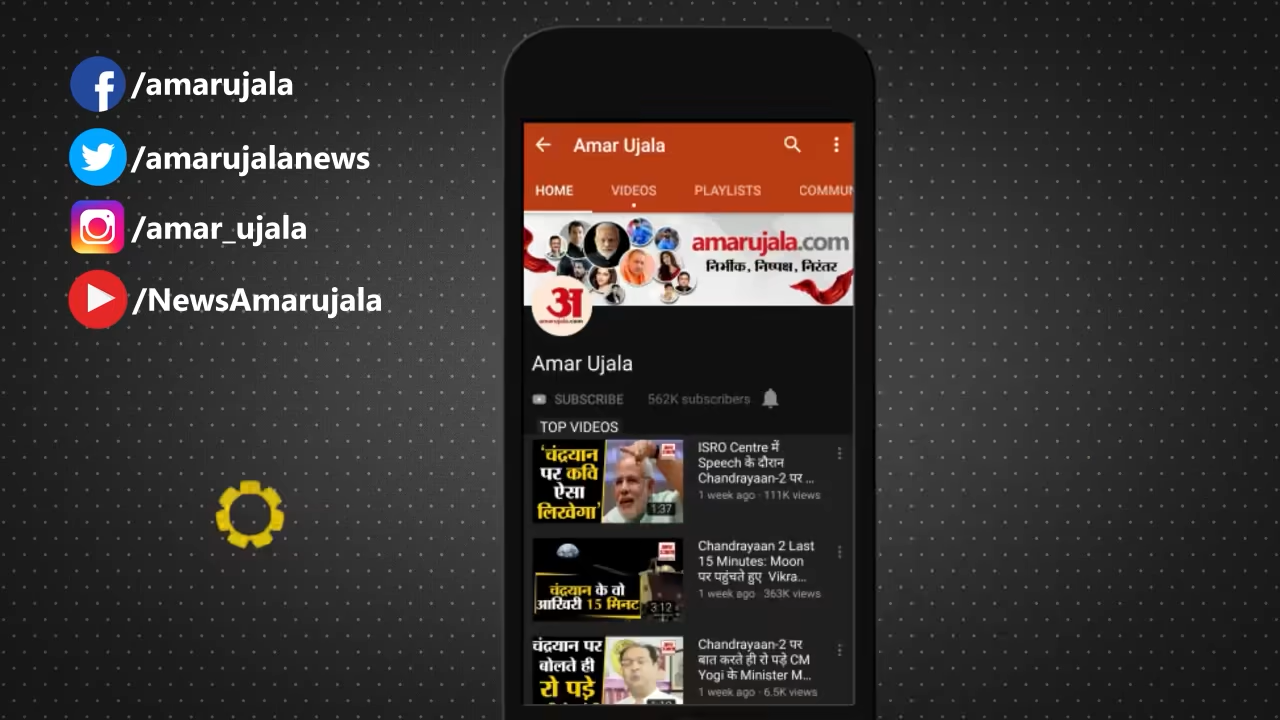 /amarujala
/amarujalanews
/amar_ujala
/NewsAmarujala
Amar Ujala
HOME VIDEOS PLAYLISTS COMMUN
amarujala.com
निर्भीक, निष्पक्ष, निरंतर
अ
amarujala.com
Amar Ujala
SUBSCRIBE 562K subscribers
TOP VIDEOS
'चंद्रयान
पर कवि
ऐसा
लिखेगा'
1:37
ISRO Centre में
Speech के दौरान
Chandrayaan-2 पर ...
1 week ago · 111K views
चंद्रयान के वो
आखिरी 15 मिनट
3:12
Chandrayaan 2 Last
15 Minutes: Moon
पर पहुंचते हुए Vikra...
1 week ago · 363K views
चंद्रयान पर
बोलते ही
रो पड़े
Chandrayaan-2 पर
बात करते ही रो पड़े CM
Yogi के Minister M...
1 week ago · 6.5K views